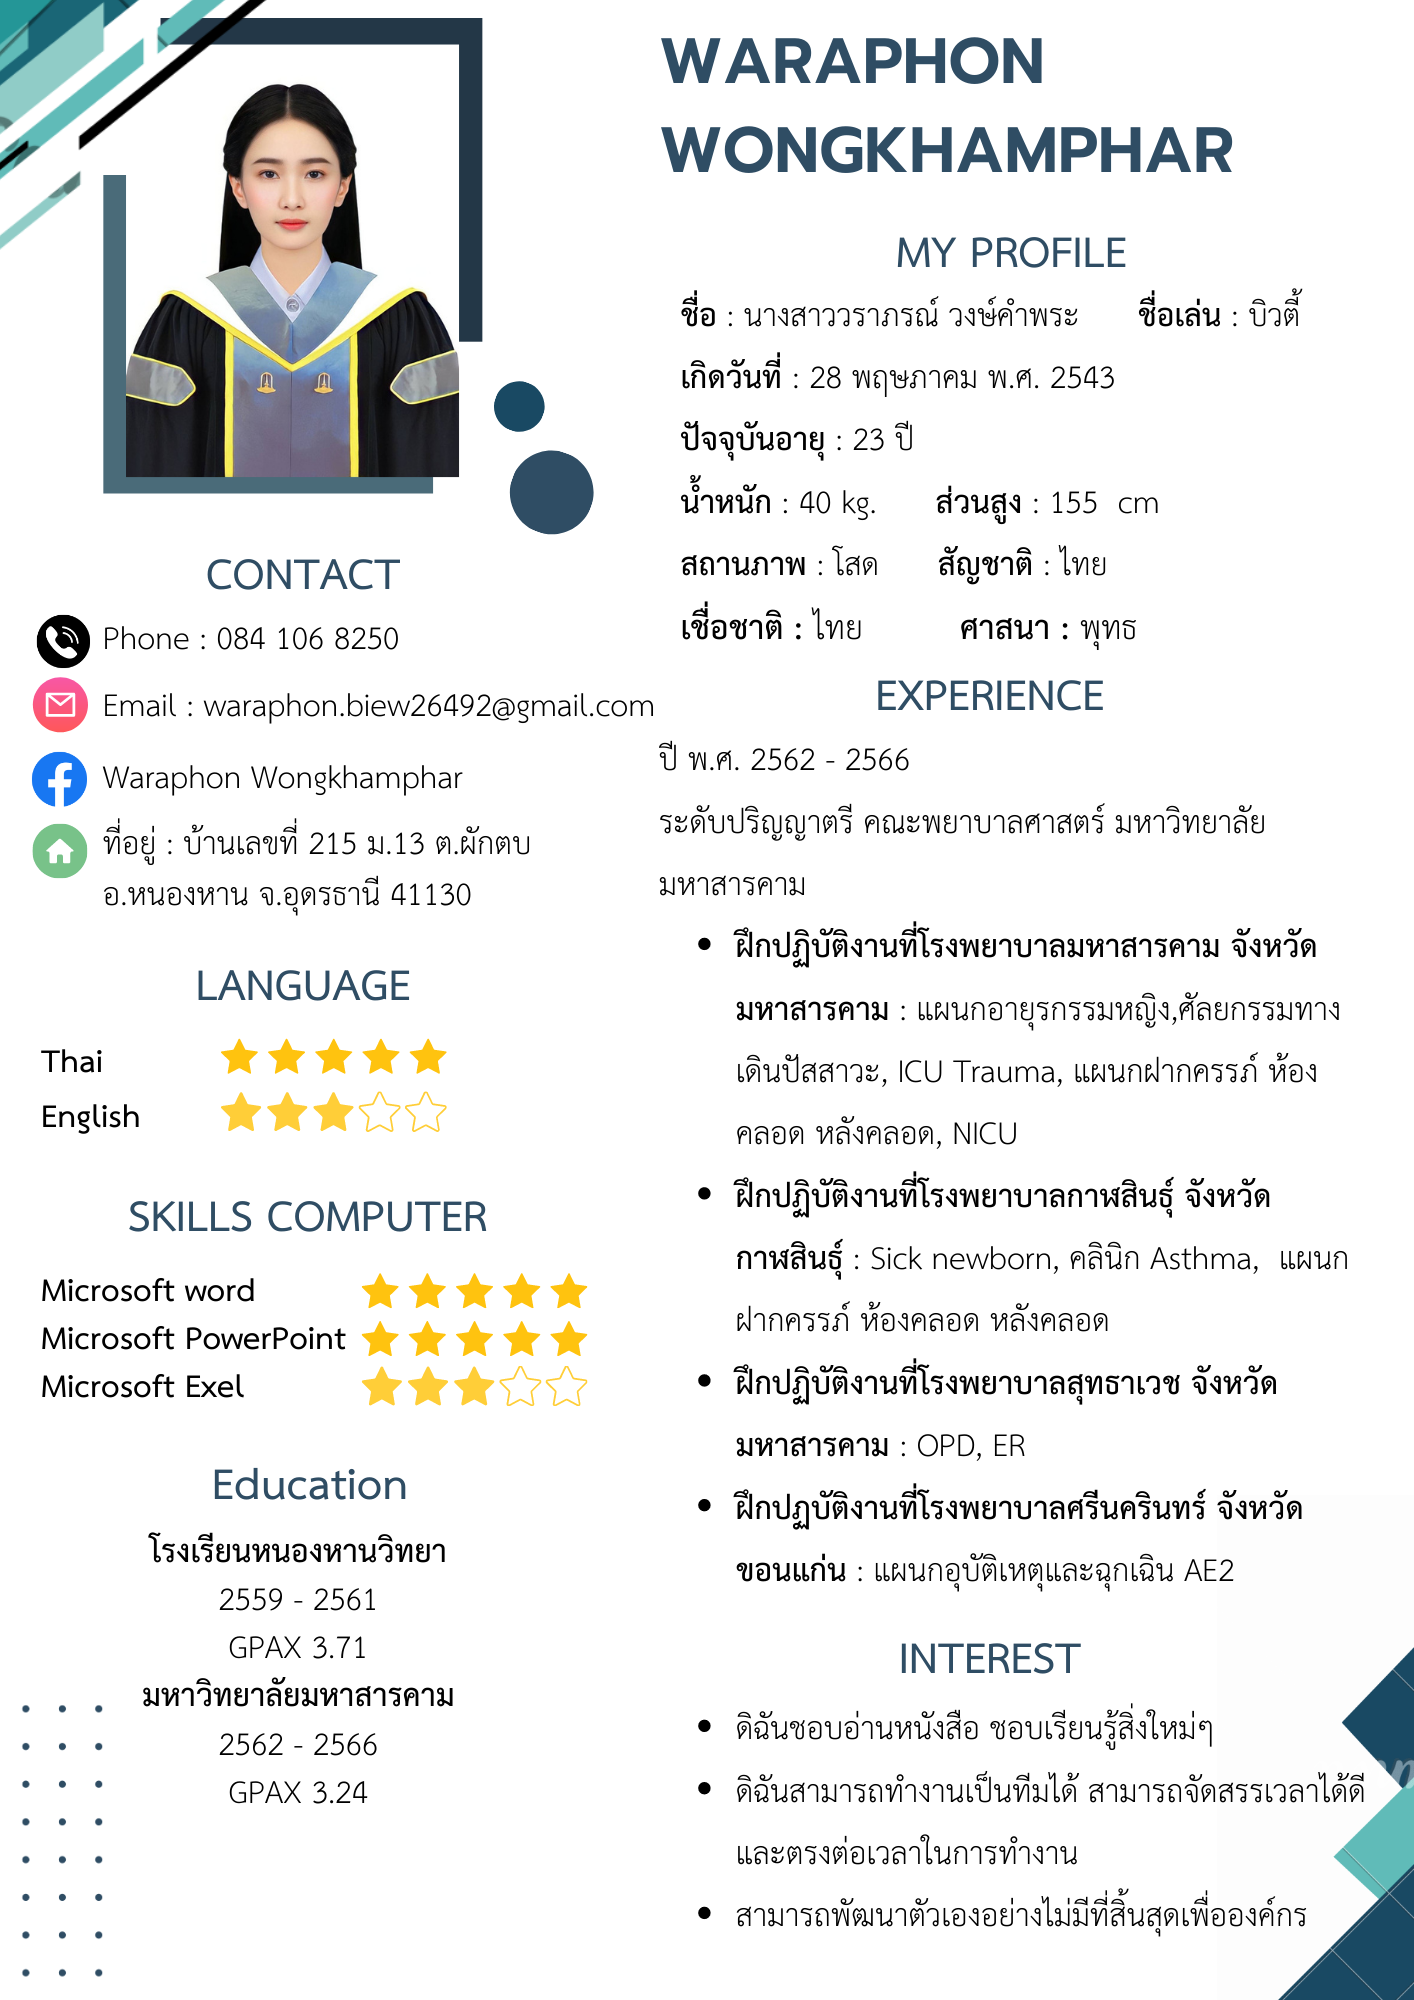 WARAPHON
WONGKHAMPHAR
MY PROFILE
ชื่อ : นางสาววราภรณ์ วงษ์คำพระ ชื่อเล่น : บิวตี้
เกิดวันที่ : 28 พฤษภาคม พ.ศ. 2543
ปัจจุบันอายุ : 23 ปี
น้ำหนัก : 40 kg. ส่วนสูง : 155 cm
สถานภาพ : โสด สัญชาติ : ไทย
เชื่อชาติ : ไทย ศาสนา : พุทธ
CONTACT
Phone : 084 106 8250
Email : waraphon.biew26492@gmail.com
Waraphon Wongkhamphar
ที่อยู่ : บ้านเลขที่ 215 ม.13 ต.ผักตบ
อ.หนองหาน จ.อุดรธานี 41130
LANGUAGE
Thai
English
SKILLS COMPUTER
Microsoft word
Microsoft PowerPoint
Microsoft Exel
Education
โรงเรียนหนองหานวิทยา
2559 - 2561
GPAX 3.71
มหาวิทยาลัยมหาสารคาม
2562 - 2566
GPAX 3.24
EXPERIENCE
ปี พ.ศ. 2562 - 2566
ระดับปริญญาตรี คณะพยาบาลศาสตร์ มหาวิทยาลัย
มหาสารคาม
• ฝึกปฏิบัติงานที่โรงพยาบาลมหาสารคาม จังหวัด
มหาสารคาม : แผนกอายุรกรรมหญิง,ศัลยกรรมทาง
เดินปัสสาวะ, ICU Trauma, แผนกฝากครรภ์ ห้อง
คลอด หลังคลอด, NICU
• ฝึกปฏิบัติงานที่โรงพยาบาลกาฬสินธุ์ จังหวัด
กาฬสินธุ์ : Sick newborn, คลินิก Asthma, แผนก
ฝากครรภ์ ห้องคลอด หลังคลอด
• ฝึกปฏิบัติงานที่โรงพยาบาลสุทธาเวช จังหวัด
มหาสารคาม : OPD, ER
• ฝึกปฏบัติงานที่โรงพยาบาลศรีนครินทร์ จังหวัด
ขอนแก่น : แผนกอุบัติเหตุและฉุกเฉิน AE2
INTEREST
• ดิฉันชอบอ่านหนังสือ ชอบเรียนรู้สิ่งใหม่ๆ
• ดิฉันสามารถทำงานเป็นทีมได้ สามารถจัดสรรเวลาได้ดี
และตรงต่อเวลาในการทำงาน
• สามารถพัฒนาตัวเองอย่างไม่มีที่สิ้นสุดเพื่อองค์กร